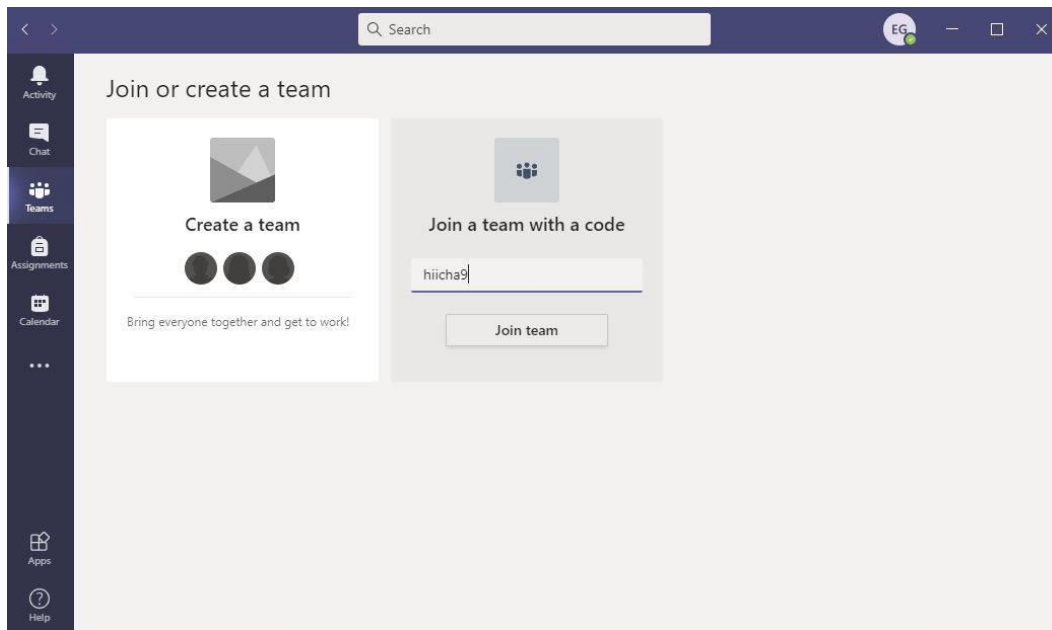 Search
EG
Activity
Chat
Teams
Assignments
Calendar
Apps
Help
Join or create a team
Create a team
Bring everyone together and get to work!
Join a team with a code
hiicha9
Join team